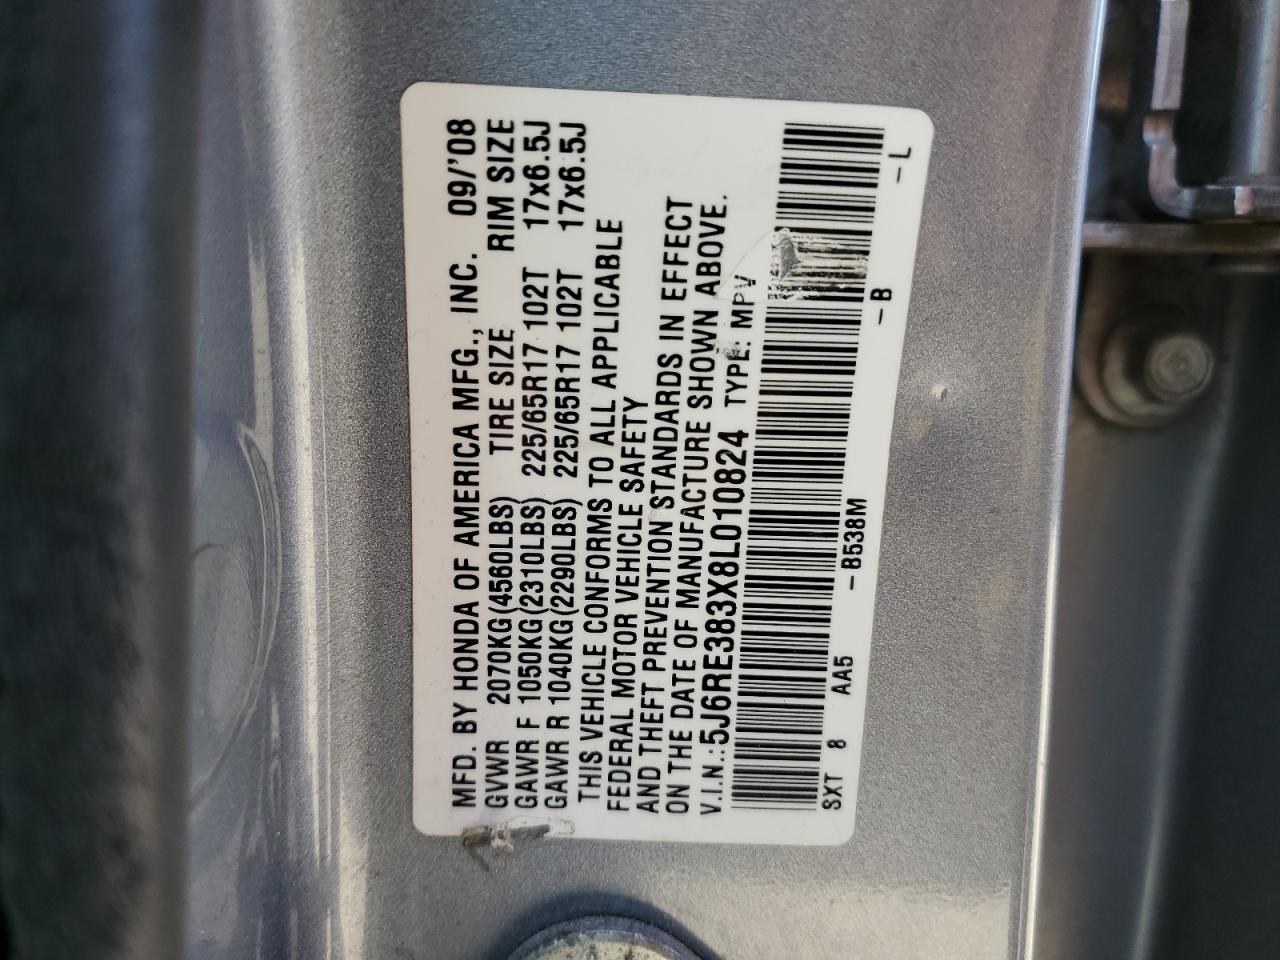 MFD. BY HONDA OF AMERICA MFG., INC. 09/'08
GVWR 2070KG(4560LBS) TIRE SIZE RIM SIZE
GAWR F 1050KG(2310LBS) 225/65R17 102T 17x6.5J
GAWR R 1040KG(2290LBS) 225/65R17 102T 17x6.5J
THIS VEHICLE CONFORMS TO ALL APPLICABLE
FEDERAL MOTOR VEHICLE SAFETY
AND THEFT PREVENTION STANDARDS IN EFFECT
ON THE DATE OF MANUFACTURE SHOWN ABOVE.
V.I.N.: 5J6RE383X8L010824 TYPE: MPV
SXT 8 AA5 -B538M -B -L